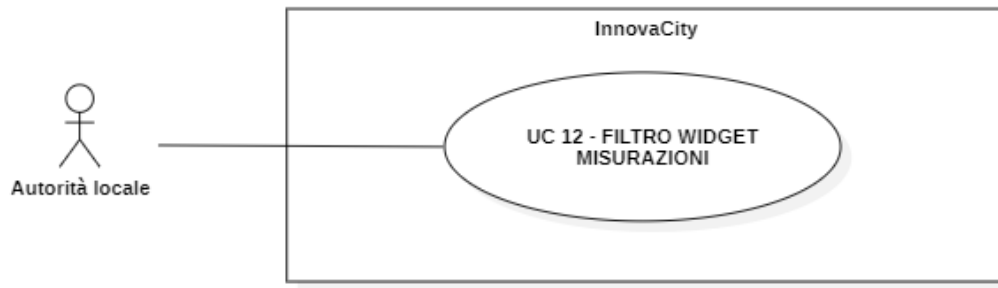 InnovaCity
UC 12 - FILTRO WIDGET
MISURAZIONI
Autorità locale